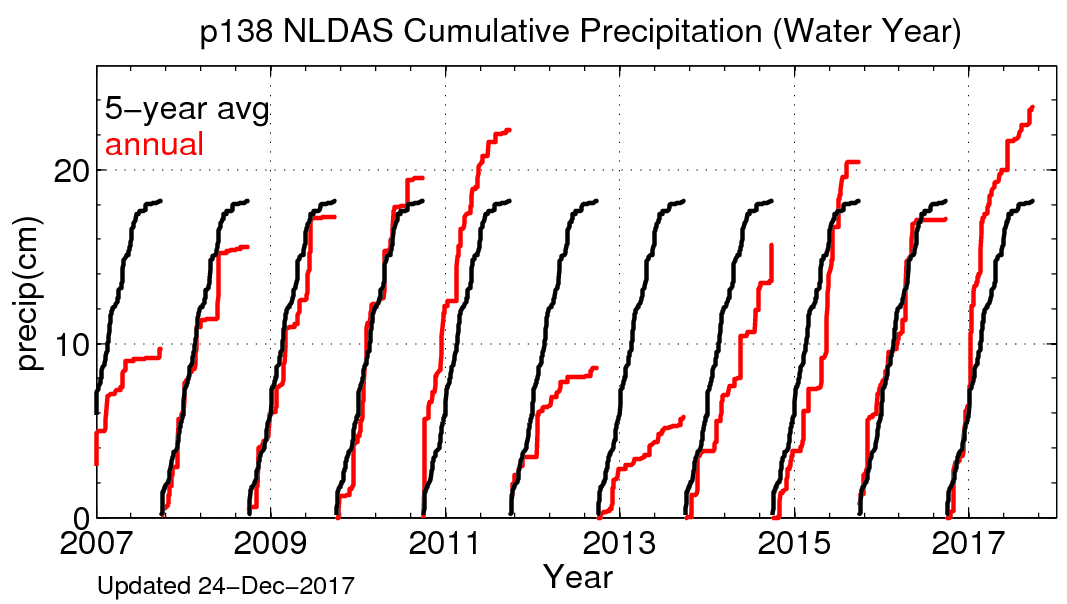 p138 NLDAS Cumulative Precipitation (Water Year)
5−year avg
annual
precip(cm)
20
10
0
2007 2009 2011 2013 2015 2017
Year
Updated 24−Dec−2017